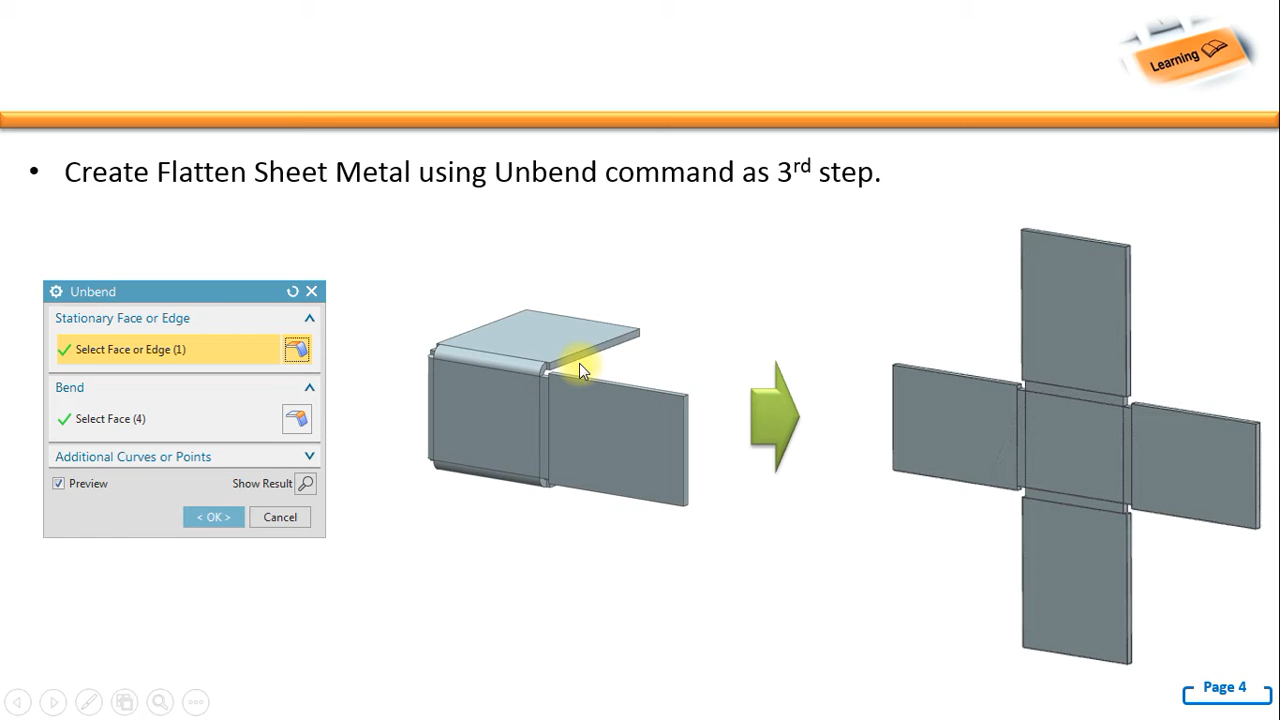 Learning
• Create Flatten Sheet Metal using Unbend command as 3rd step.
Unbend
Stationary Face or Edge
Select Face or Edge (1)
Bend
Select Face (4)
Additional Curves or Points
Preview
Show Result
< OK >
Cancel
Page 4